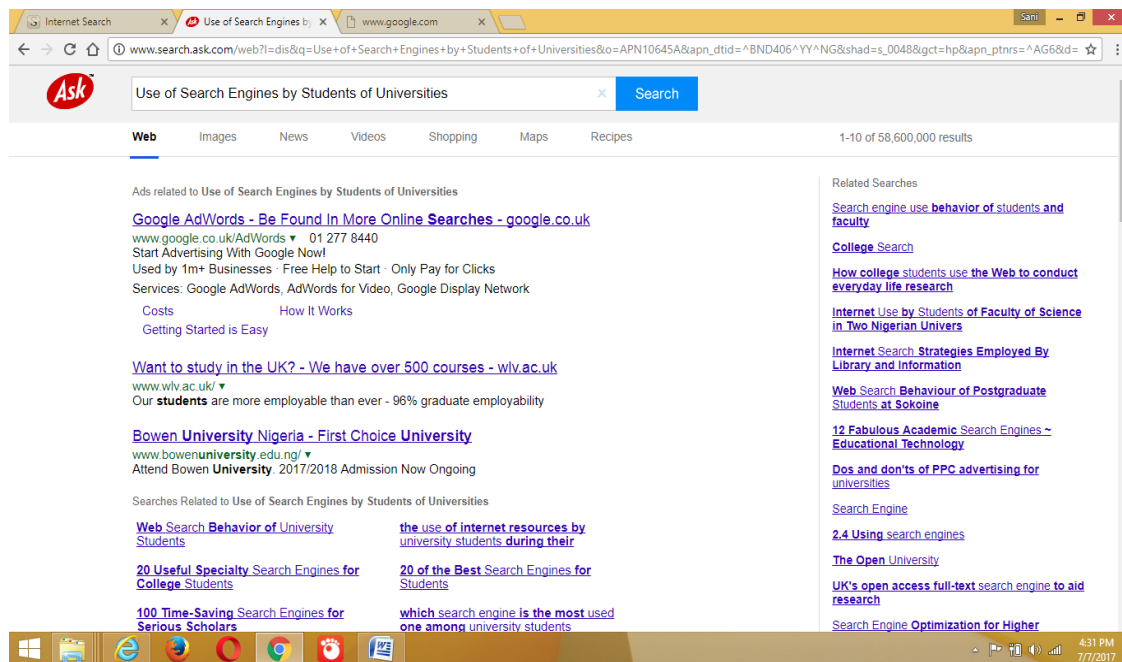 Internet Search
Use of Search Engines by
www.google.com
Sani
www.search.ask.com/web?l=dis&q=Use+of+Search+Engines+by+Students+of+Universities&o=APN10645A&apn_dtid=^BND406^YY^NG&shad=s_0048&gct=hp&apn_ptnrs=^AG6&d=
Ask
Use of Search Engines by Students of Universities
Search
Web Images News Videos Shopping Maps Recipes
1-10 of 58,600,000 results
Ads related to Use of Search Engines by Students of Universities
Google AdWords - Be Found In More Online Searches - google.co.uk
www.google.co.uk/AdWords ▾ 01 277 8440
Start Advertising With Google Now!
Used by 1m+ Businesses · Free Help to Start · Only Pay for Clicks
Services: Google AdWords, AdWords for Video, Google Display Network
Costs How It Works
Getting Started is Easy
Want to study in the UK? - We have over 500 courses - wlv.ac.uk
www.wlv.ac.uk/ ▾
Our students are more employable than ever - 96% graduate employability
Bowen University Nigeria - First Choice University
www.bowenuniversity.edu.ng/ ▾
Attend Bowen University. 2017/2018 Admission Now Ongoing
Searches Related to Use of Search Engines by Students of Universities
Web Search Behavior of University
Students
20 Useful Specialty Search Engines for
College Students
100 Time-Saving Search Engines for
Serious Scholars
the use of internet resources by
university students during their
20 of the Best Search Engines for
Students
which search engine is the most used
one among university students
Related Searches
Search engine use behavior of students and
faculty
College Search
How college students use the Web to conduct
everyday life research
Internet Use by Students of Faculty of Science
in Two Nigerian Univers
Internet Search Strategies Employed By
Library and Information
Web Search Behaviour of Postgraduate
Students at Sokoine
12 Fabulous Academic Search Engines ~
Educational Technology
Dos and don'ts of PPC advertising for
universities
Search Engine
2.4 Using search engines
The Open University
UK's open access full-text search engine to aid
research
Search Engine Optimization for Higher
4:31 PM
7/7/2017